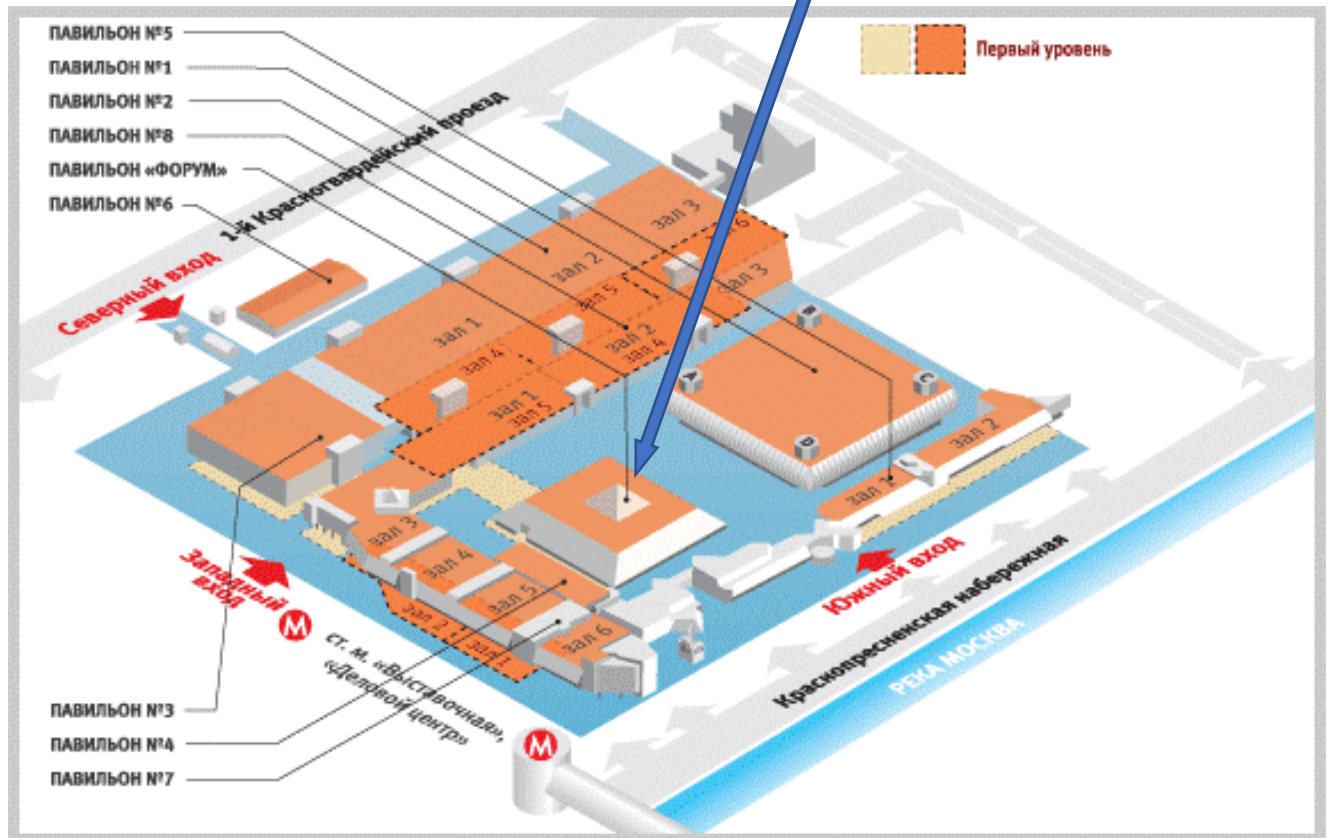 ПАВИЛЬОН №5
ПАВИЛЬОН №1
ПАВИЛЬОН №2
ПАВИЛЬОН №8
ПАВИЛЬОН «ФОРУМ»
ПАВИЛЬОН №6
Первый уровень
1-й Красногвардейский проезд
Северный вход
зал 3
зал 2
зал 1
зал 6
зал 5
зал 4
зал 3
зал 2
зал 4
зал 1
зал 5
A
B
C
D
зал 2
зал 1
зал 3
зал 4
зал 5
зал 6
зал 2
зал 1
Западный
вход
М
ст. м. «Выставочная»,
«Деловой центр»
М
Южный вход
Краснопресненская набережная
РЕКА МОСКВА
ПАВИЛЬОН №3
ПАВИЛЬОН №4
ПАВИЛЬОН №7